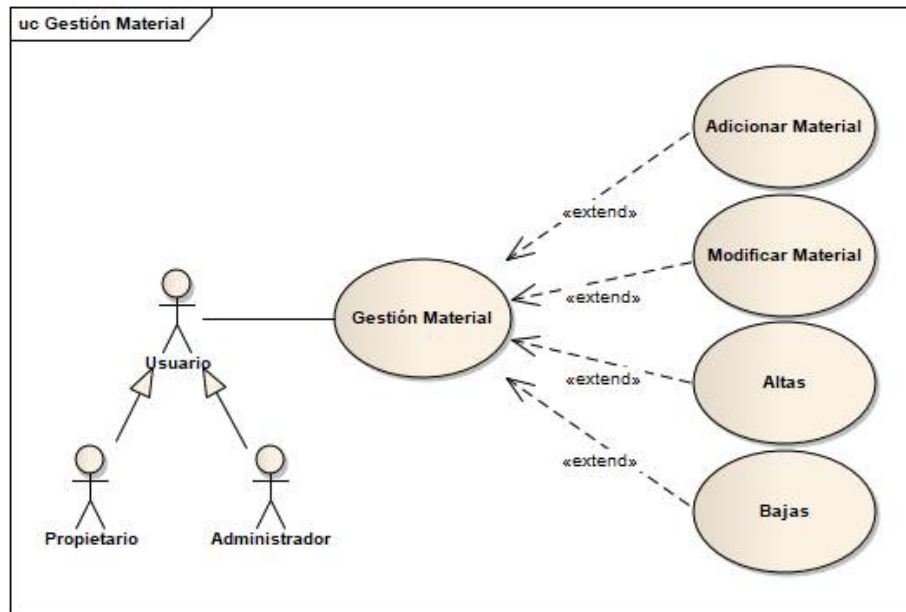 uc Gestión Material
Adicionar Material
«extend»
Modificar Material
«extend»
Gestión Material
Usuario
«extend»
Altas
«extend»
Bajas
Propietario
Administrador